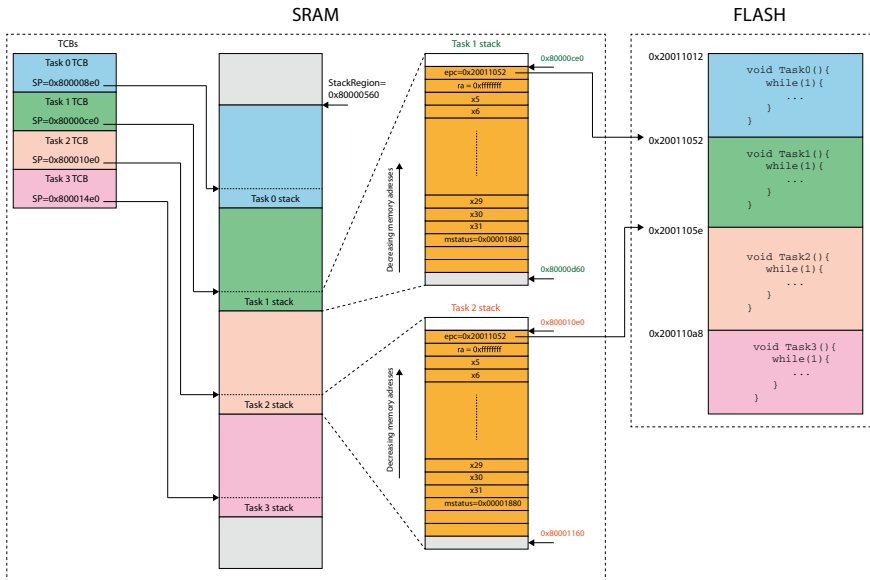 SRAM
FLASH
TCBs
Task 0 TCB
SP=0x800008e0
Task 1 TCB
SP=0x80000ce0
Task 2 TCB
SP=0x800010e0
Task 3 TCB
SP=0x800014e0
StackRegion=
0x80000560
Task 0 stack
Task 1 stack
Task 2 stack
Task 3 stack
Task 1 stack
0x80000ce0
epc=0x20011052
ra = 0xffffffff
x5
x6
x29
x30
x31
mstatus=0x00001880
0x80000d60
Decreasing memory adresses
Task 2 stack
0x800010e0
epc=0x20011052
ra = 0xffffffff
x5
x6
x29
x30
x31
mstatus=0x00001880
0x80001160
Decreasing memory adresses
0x20011012
void Task0(){
while(1){
...
}
}
0x20011052
void Task1(){
while(1){
...
}
}
0x2001105e
void Task2(){
while(1){
...
}
}
0x200110a8
void Task3(){
while(1){
...
}
}